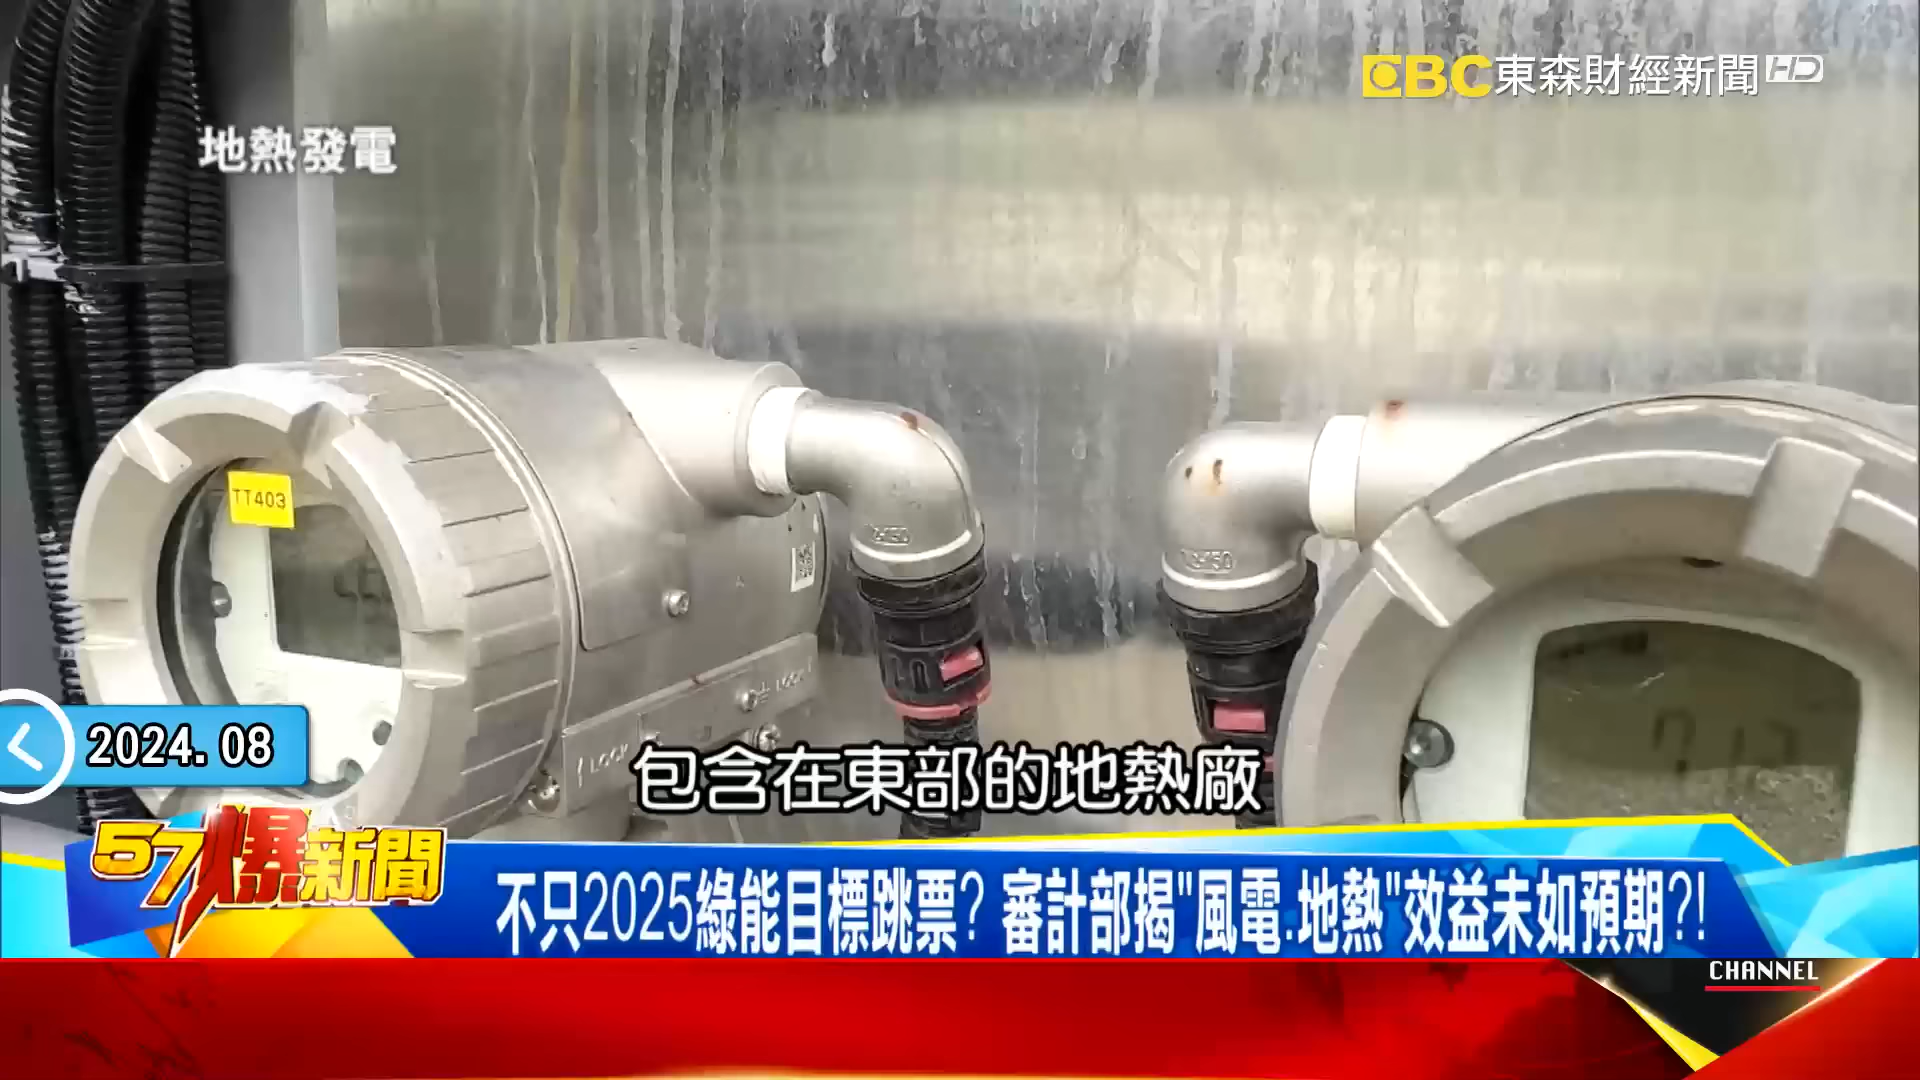 EBC東森財經新聞HD
地熱發電
TT403
LOCK
2024.08
包含在東部的地熱廠
57爆新聞
不只2025綠能目標跳票？審計部揭"風電.地熱"效益未如預期?!
CHANNEL